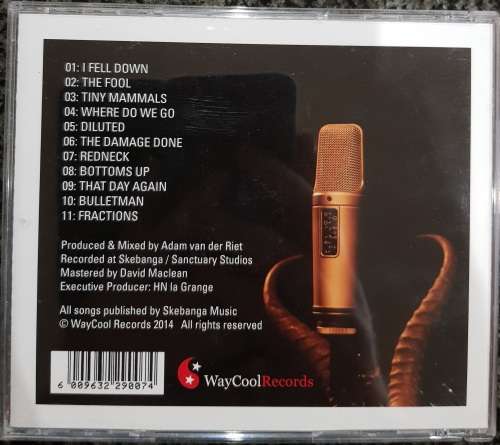 01: I FELL DOWN
02: THE FOOL
03: TINY MAMMALS
04: WHERE DO WE GO
05: DILUTED
06: THE DAMAGE DONE
07: REDNECK
08: BOTTOMS UP
09: THAT DAY AGAIN
10: BULLETMAN
11: FRACTIONS
Produced & Mixed by Adam van der Riet
Recorded at Skebanga / Sanctuary Studios
Mastered by David Maclean
Executive Producer: HN la Grange
All songs published by Skebanga Music
© WayCool Records 2014 All rights reserved
6 009632 290074
WayCoolRecords